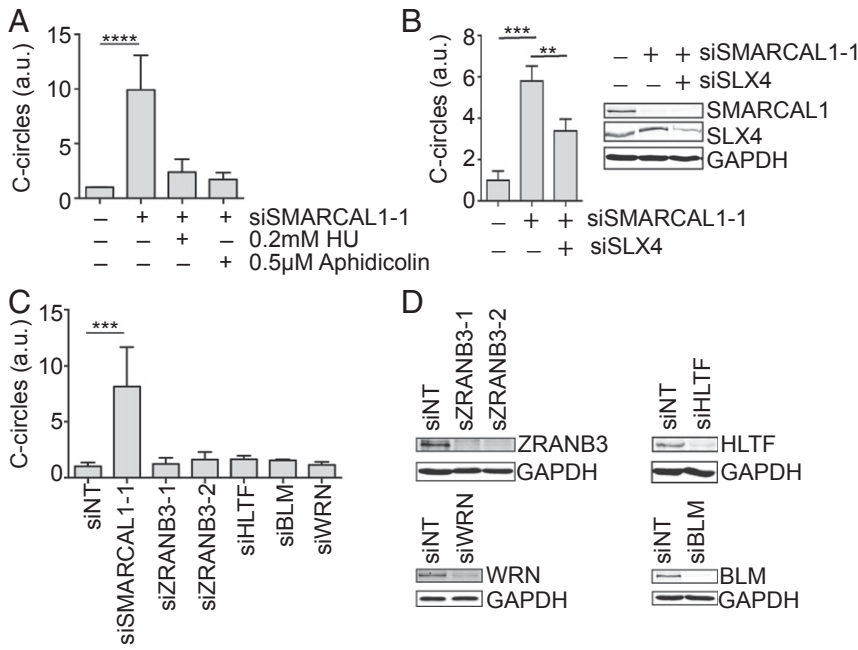 A
C-circles (a.u.)
15
10
5
0
****
– + + + siSMARCAL1-1
– – + – 0.2mM HU
– – – + 0.5µM Aphidicolin
B
C-circles (a.u.)
8
6
4
2
0
***
**
– + + siSMARCAL1-1
– – + siSLX4
– + + siSMARCAL1-1
– – + siSLX4
SMARCAL1
SLX4
GAPDH
C
C-circles (a.u.)
15
10
5
0
***
siNT
siSMARCAL1-1
siZRANB3-1
siZRANB3-2
siHLTF
siBLM
siWRN
D
siNT
sZRANB3-1
sZRANB3-2
ZRANB3
GAPDH
siNT
siHLTF
HLTF
GAPDH
siNT
siWRN
WRN
GAPDH
siNT
siBLM
BLM
GAPDH